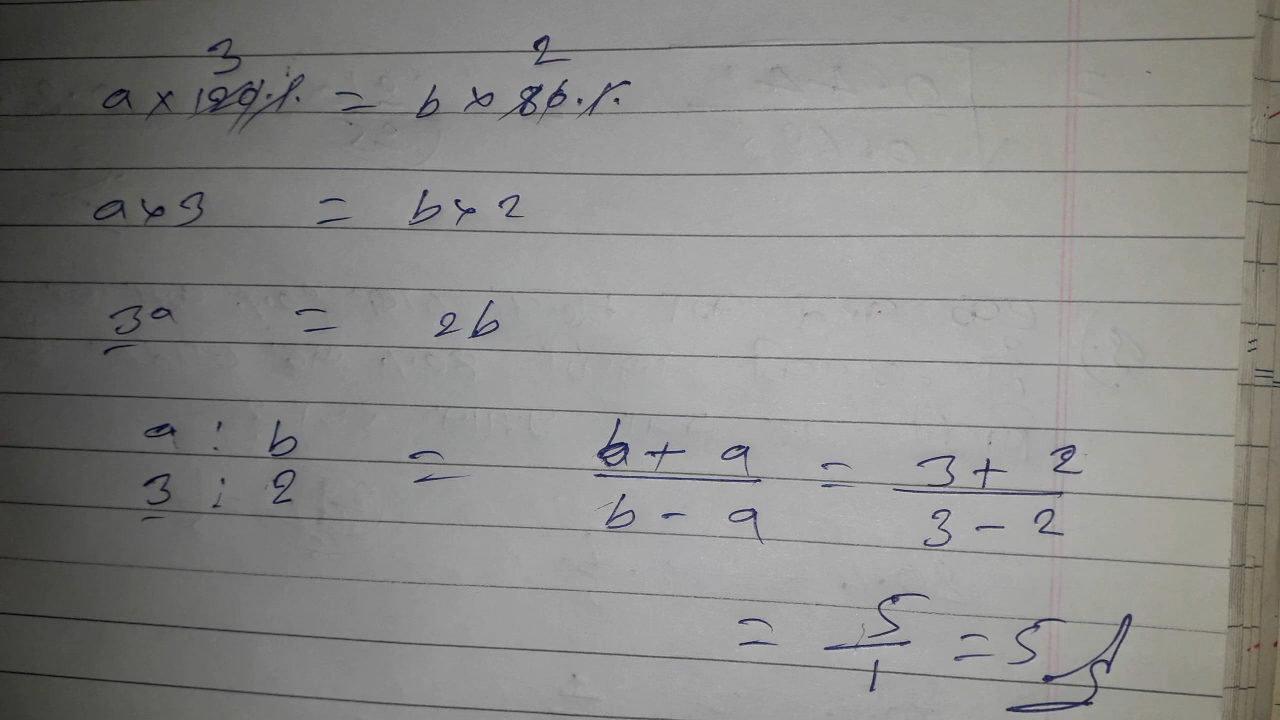 3 2
a × 120% = b × 80%
a×3 = b×2
3a = 2b
a : b = b + a / b - a = 3 + 2 / 3 - 2
3 : 2
= 5/1 = 5